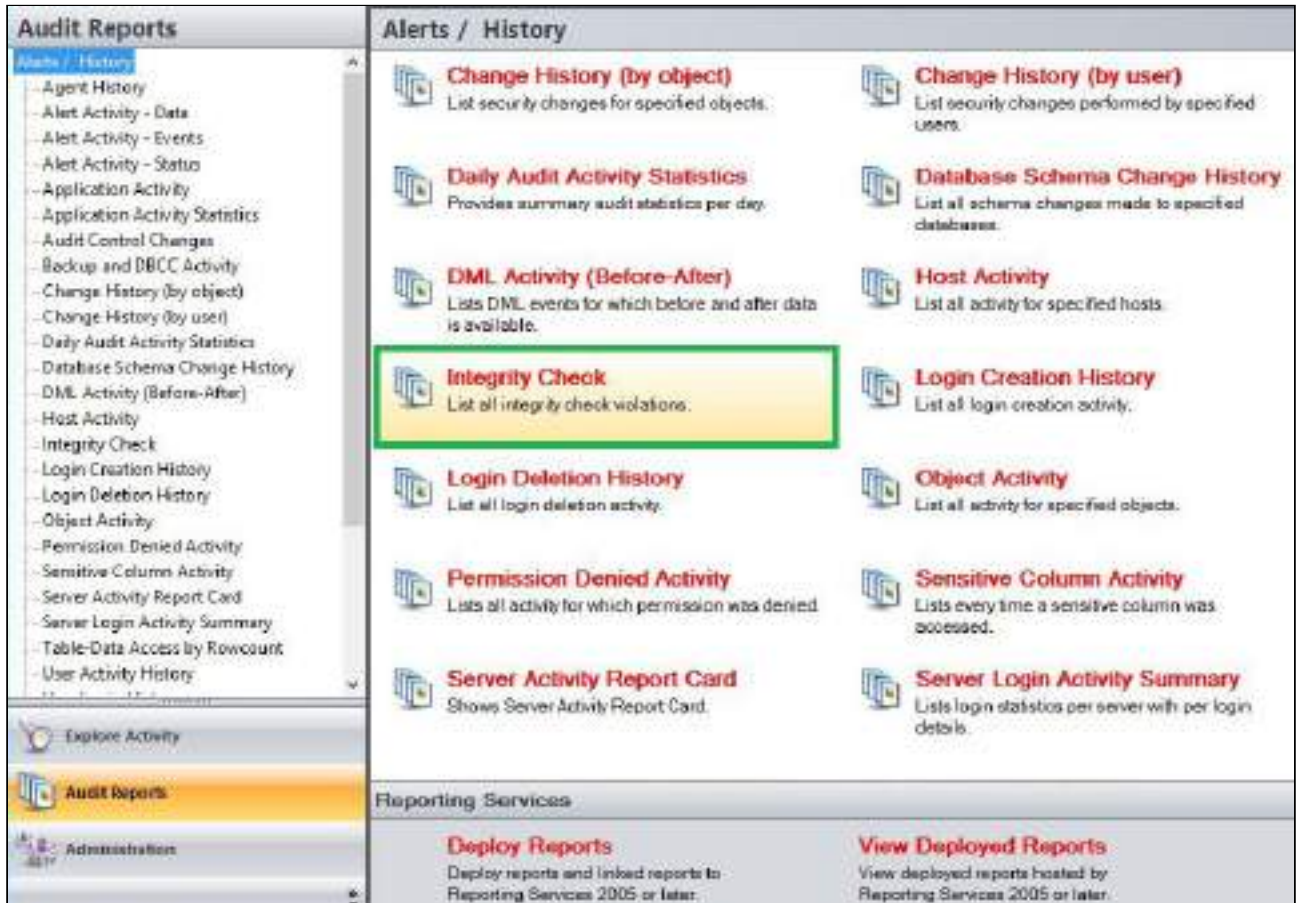 Audit Reports
Alerts / History
Agent History
Alert Activity - Data
Alert Activity - Events
Alert Activity - Status
Application Activity
Application Activity Statistics
Audit Control Changes
Backup and DBCC Activity
Change History (by object)
Change History (by user)
Daily Audit Activity Statistics
Database Schema Change History
DML Activity (Before-After)
Host Activity
Integrity Check
Login Creation History
Login Deletion History
Object Activity
Permission Denied Activity
Sensitive Column Activity
Server Activity Report Card
Server Login Activity Summary
Table-Data Access by Rowcount
User Activity History
Explore Activity
Audit Reports
Administration
Alerts / History
Change History (by object)
List security changes for specified objects.
Change History (by user)
List security changes performed by specified
users.
Daily Audit Activity Statistics
Provides summary audit statistics per day.
Database Schema Change History
List all schema changes made to specified
databases.
DML Activity (Before-After)
Lists DML events for which before and after data
is available.
Host Activity
List all activity for specified hosts.
Integrity Check
List all integrity check violations.
Login Creation History
List all login creation activity.
Login Deletion History
List all login deletion activity.
Object Activity
List all activity for specified objects.
Permission Denied Activity
Lists all activity for which permission was denied.
Sensitive Column Activity
Lists every time a sensitive column was
accessed.
Server Activity Report Card
Shows Server Activity Report Card.
Server Login Activity Summary
Lists login statistics per server with per login
details.
Reporting Services
Deploy Reports
Deploy reports and linked reports to
Reporting Services 2005 or later.
View Deployed Reports
View deployed reports hosted by
Reporting Services 2005 or later.